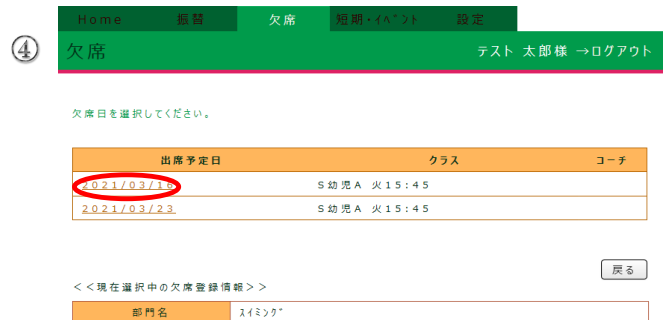 Home 振替 欠席 短期・ｲﾍﾞﾝﾄ 設定
④ 欠席 テスト 太郎様 →ログアウト
欠席日を選択してください。
出席予定日 クラス コーチ
2021/03/16 S幼児A 火15:45
2021/03/23 S幼児A 火15:45
戻る
<<現在選択中の欠席登録情報>>
部門名 ｽｲﾐﾝｸﾞ